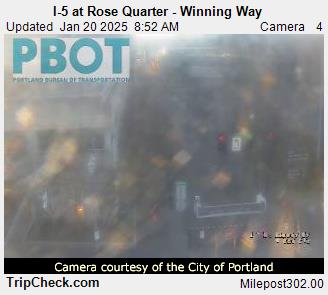 I-5 at Rose Quarter - Winning Way
Updated Jan 20 2025 8:52 AM Camera 4
PBOT
PORTLAND BUREAU OF TRANSPORTATION
Camera courtesy of the City of Portland
TripCheck.com Milepost302.00